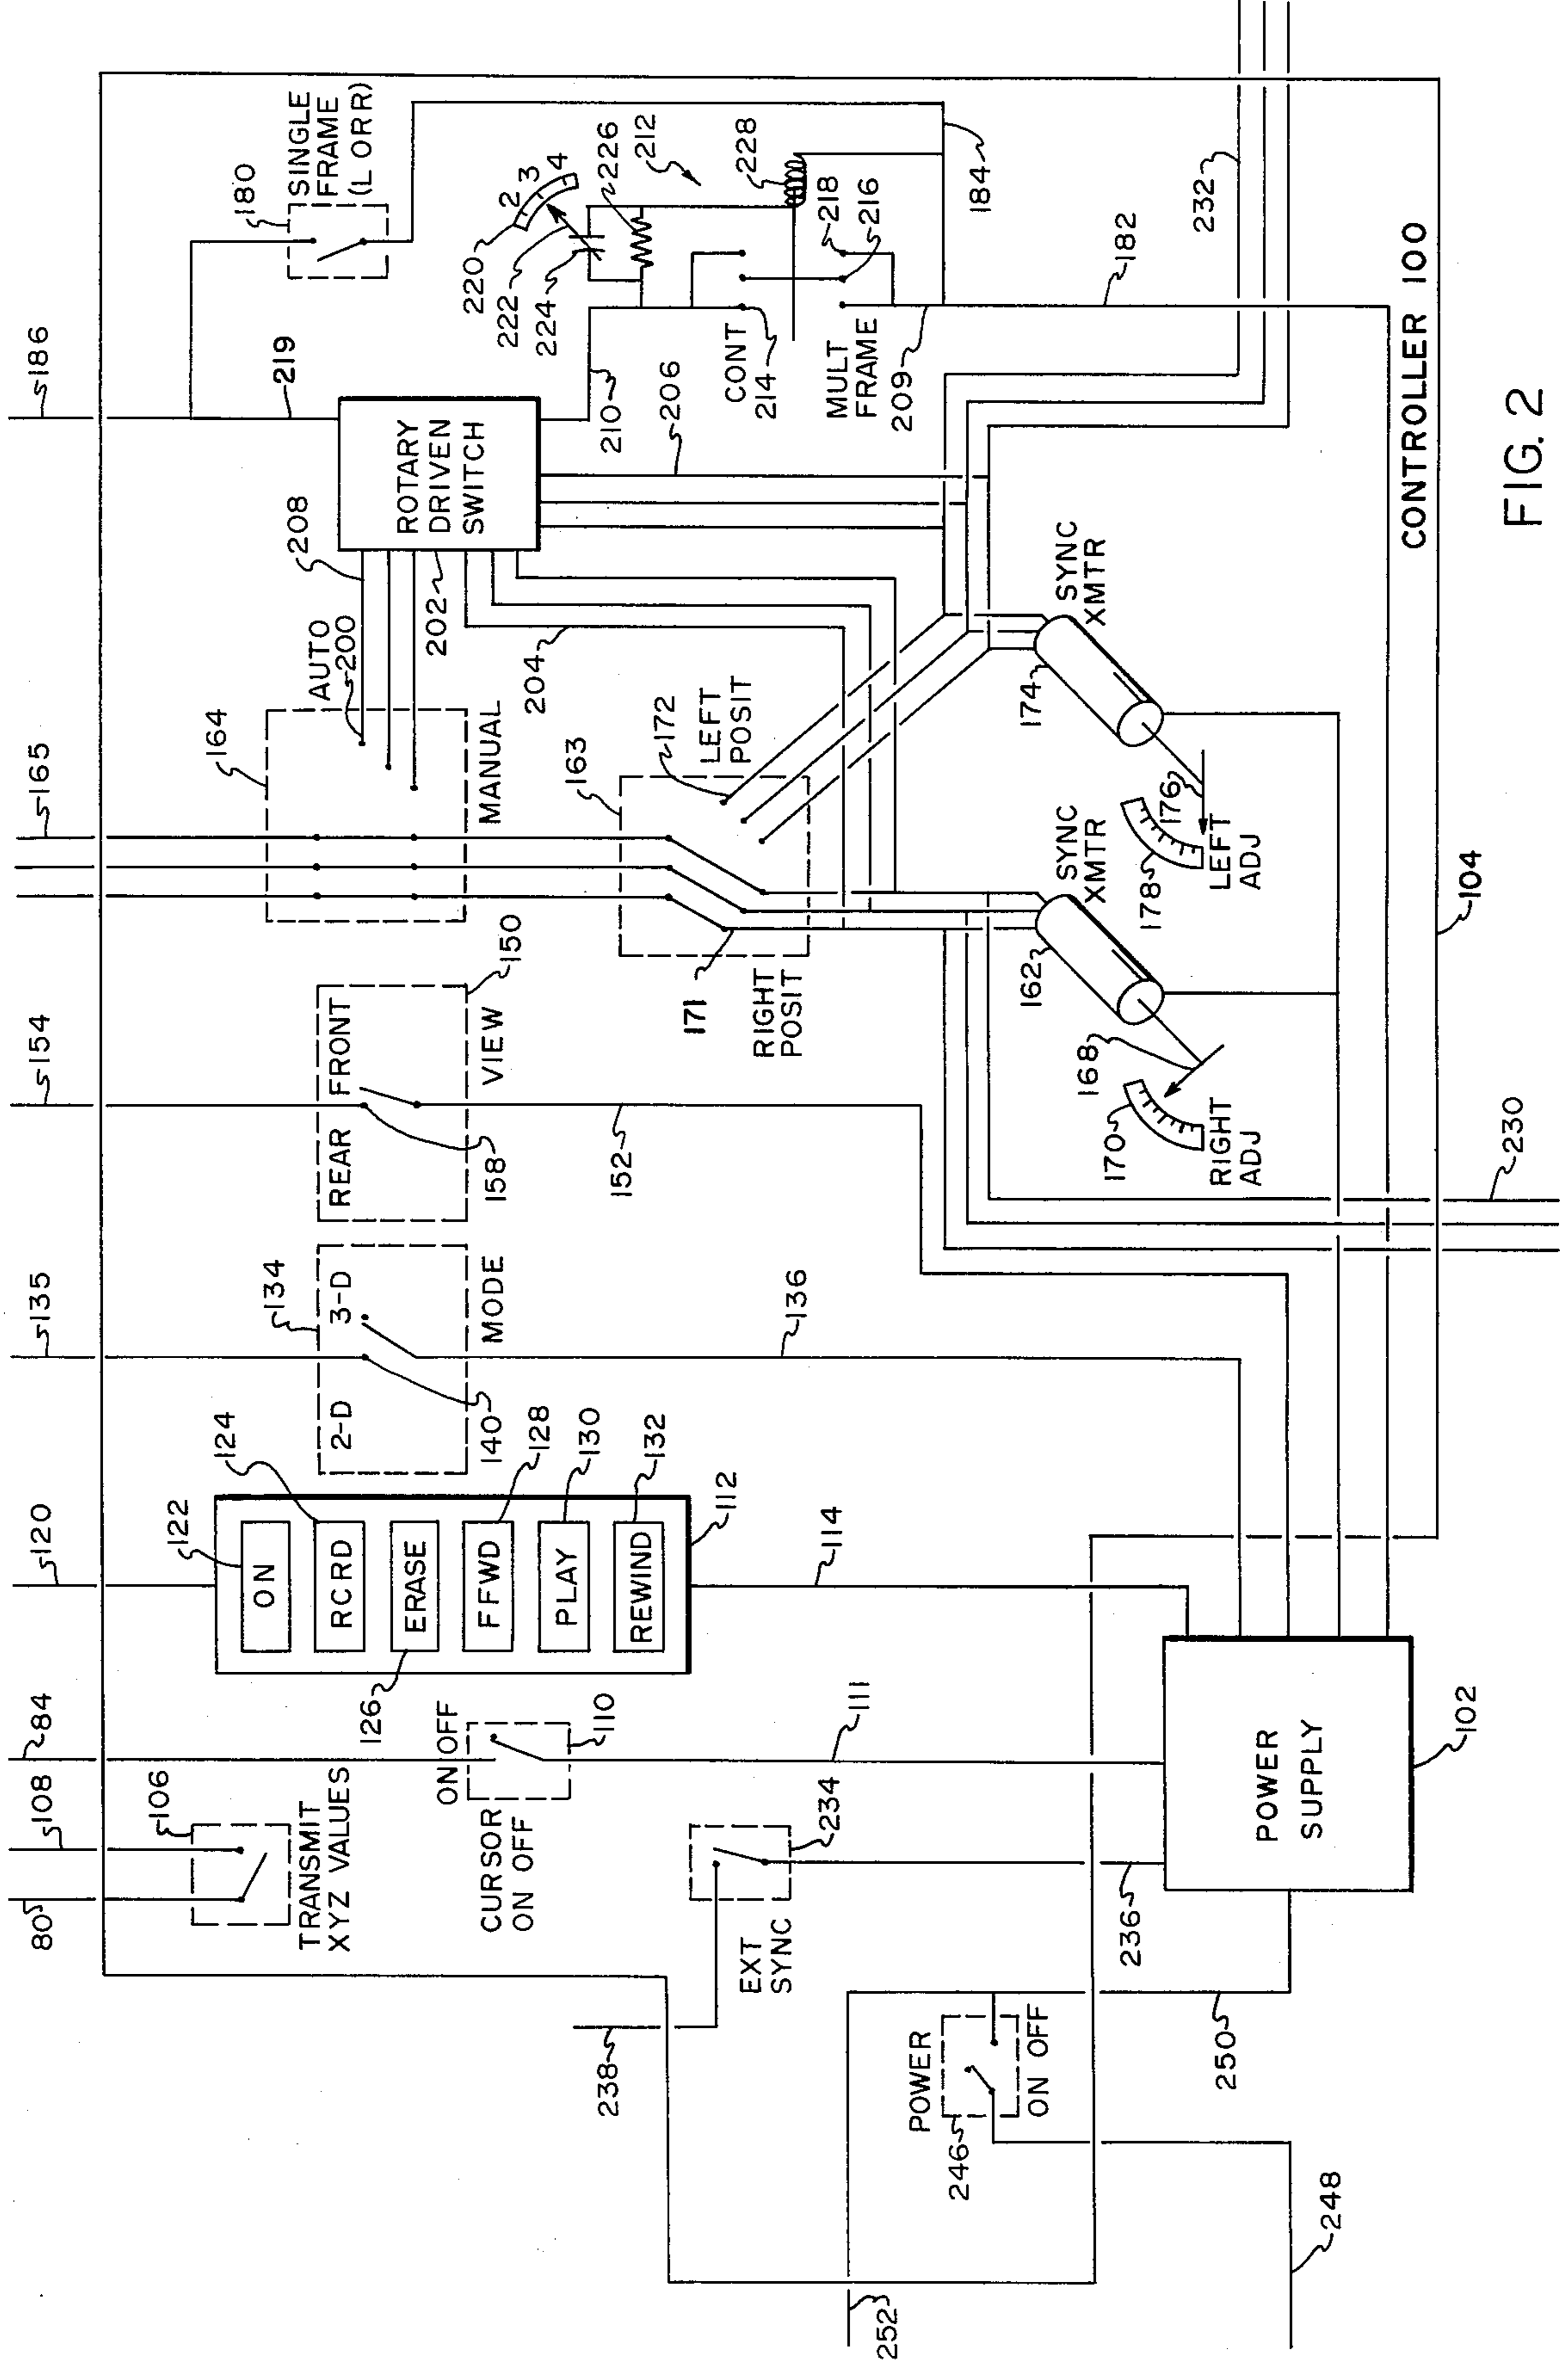 80
108
84
120
135
154
165
186
106
TRANSMIT
XYZ VALUES
122
124
ON
RCRD
ERASE
FFWD
PLAY
REWIND
126
128
130
132
112
114
134
2-D
3-D
MODE
140
136
REAR
FRONT
VIEW
150
158
152
164
AUTO
200
MANUAL
208
202
ROTARY
DRIVEN
SWITCH
219
180
SINGLE
FRAME
(L OR R)
ON
OFF
CURSOR
ON OFF
110
111
163
172
LEFT
POSIT
171
RIGHT
POSIT
204
206
210
220
2
3
4
222
224
226
212
228
CONT
214
MULT
FRAME
218
216
209
184
182
232
238
EXT
SYNC
234
236
162
SYNC
XMTR
168
170
RIGHT
ADJ
174
SYNC
XMTR
176
178
LEFT
ADJ
POWER
246
ON OFF
250
252
248
POWER
SUPPLY
102
230
104
CONTROLLER 100
FIG. 2